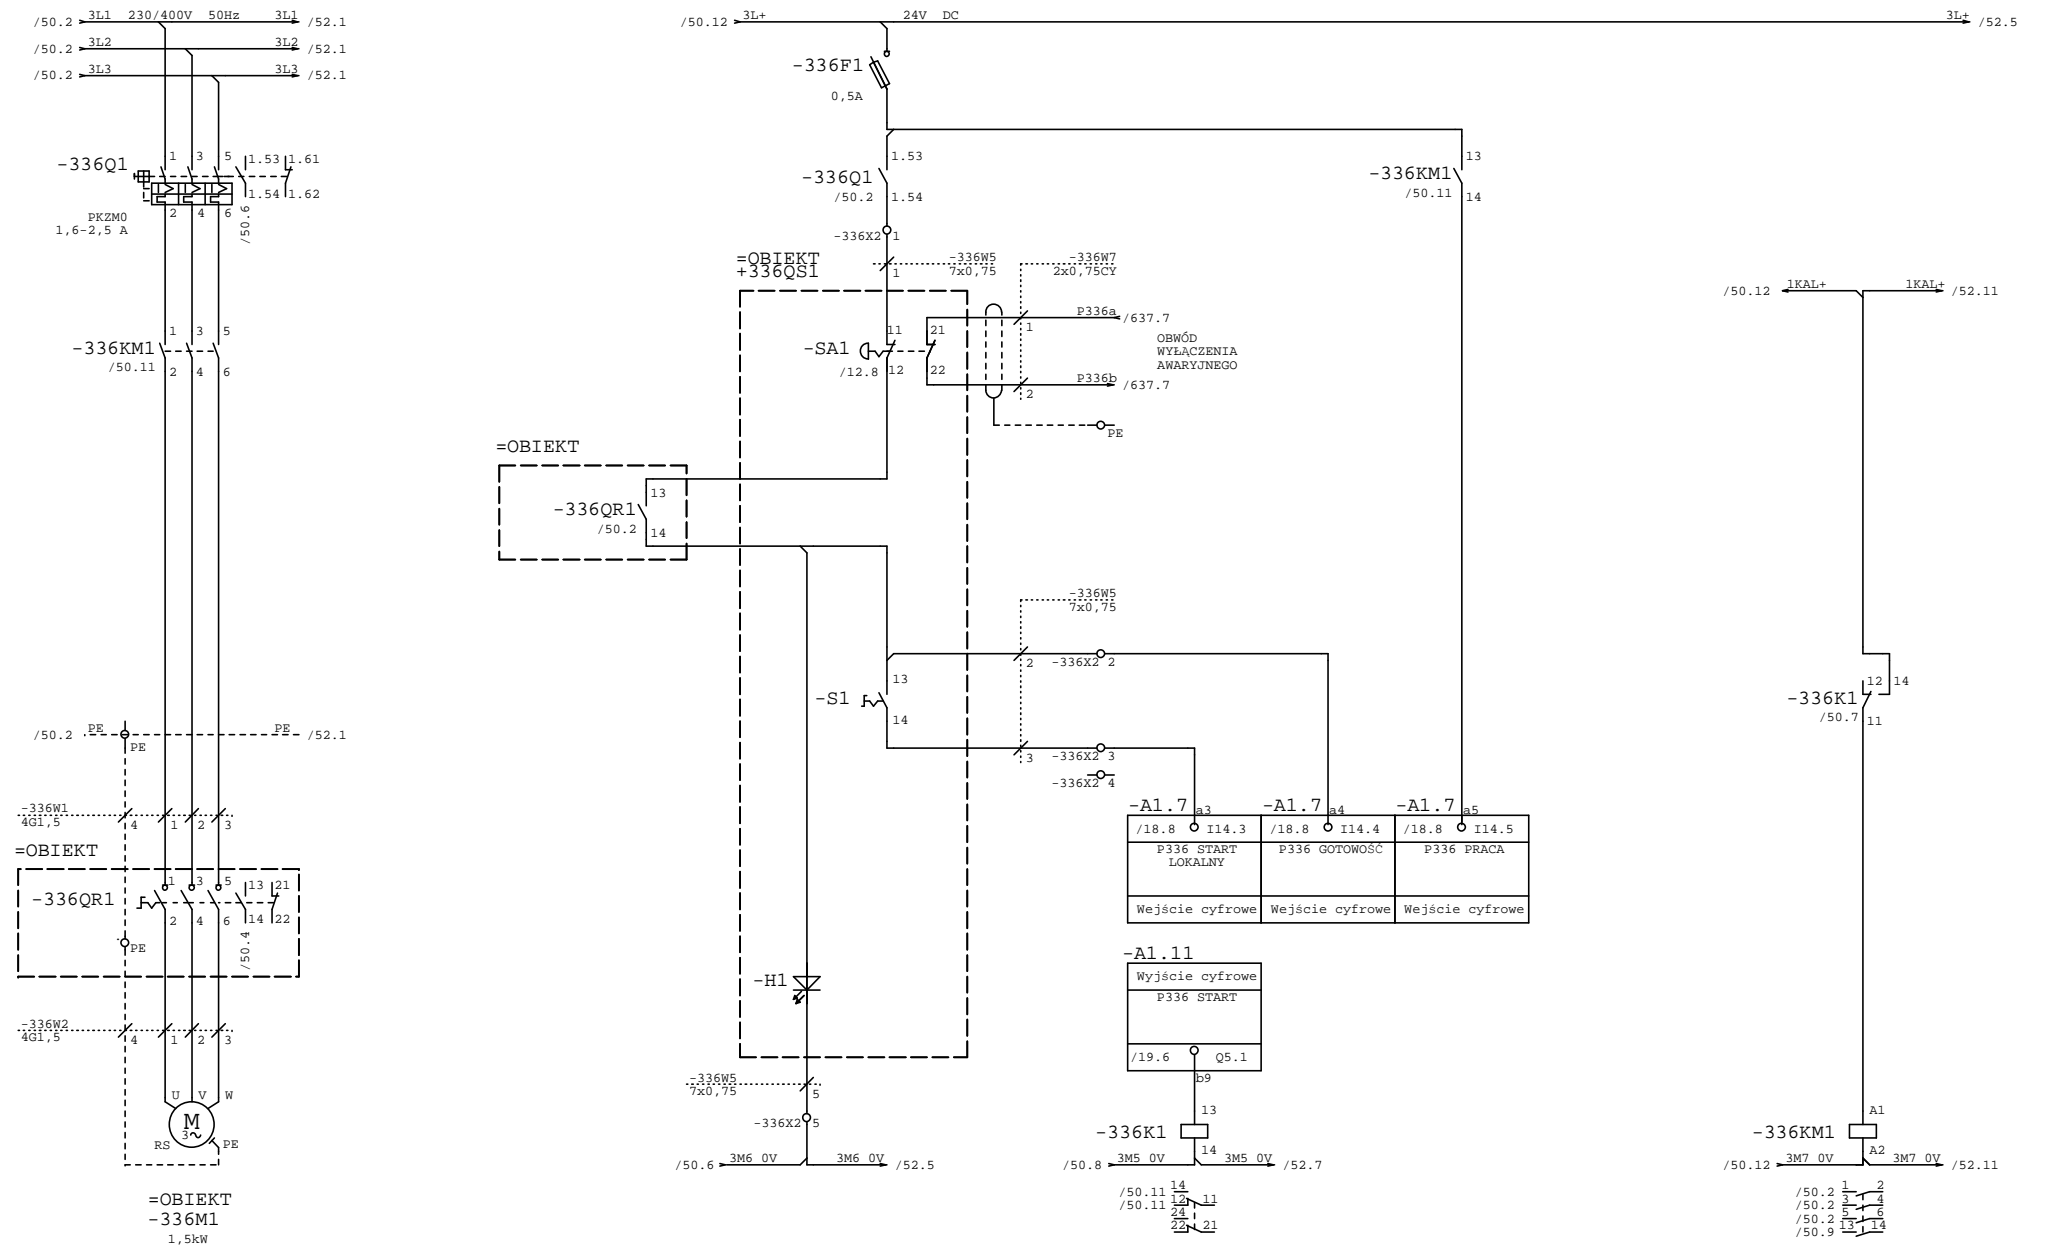 /50.2 3L1 230/400V 50Hz 3L1 /52.1
/50.2 3L2 3L2 /52.1
/50.2 3L3 3L3 /52.1
-336Q1
1 3 5 1.53 1.61
2 4 6 1.54 1.62
/50.6
PKZM0
1,6-2,5 A
-336KM1
/50.11
1 3 5
2 4 6
/50.2 PE PE /52.1
PE
-336W1
4G1,5
4 1 2 3
=OBIEKT
-336QR1
1 3 5 13 21
2 4 6 14 22
PE
/50.4
-336W2
4G1,5
4 1 2 3
U V W
M
3~
RS PE
=OBIEKT
-336M1
1,5kW
/50.12 3L+ 24V DC 3L+ /52.5
-336F1
0,5A
-336Q1
/50.2
1.53
1.54
-336X2 1
=OBIEKT
+336QS1
-336W5
7x0,75
1
-336W7
2x0,75CY
P336a /637.7
1
OBWÓD
WYŁĄCZENIA
AWARYJNEGO
P336b /637.7
2
PE
-SA1
/12.8
11 21
12 22
=OBIEKT
-336QR1
/50.2
13
14
-336W5
7x0,75
2 -336X2 2
-S1
13
14
3 -336X2 3
-336X2 4
-H1
-336W5
7x0,75
5
-336X2 5
/50.6 3M6 0V 3M6 0V /52.5
-336KM1
/50.11
13
14
-A1.7 a3 -A1.7 a4 -A1.7 a5
/18.8 I14.3 /18.8 I14.4 /18.8 I14.5
P336 START P336 GOTOWOŚĆ P336 PRACA
LOKALNY
Wejście cyfrowe Wejście cyfrowe Wejście cyfrowe
-A1.11
Wyjście cyfrowe
P336 START
/19.6 Q5.1
b9
13
-336K1
14
/50.8 3M5 0V 3M5 0V /52.7
14
/50.11
/50.11 12 11
24
22 21
/50.12 1KAL+ 1KAL+ /52.11
12 14
-336K1
/50.7 11
A1
-336KM1
A2
/50.12 3M7 0V 3M7 0V /52.11
/50.2 1 2
/50.2 3 4
/50.2 5 6
/50.9 13 14